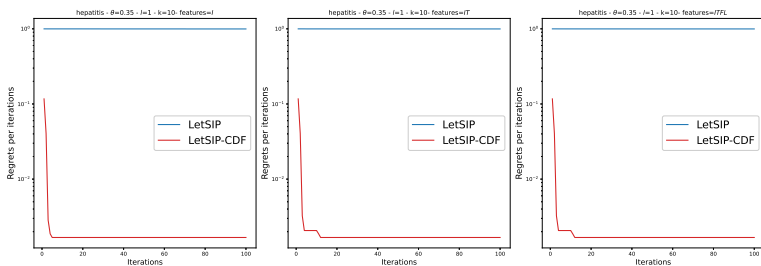 hepatitis - θ=0.35 - l=1 - k=10- features=I
Regrets per iterations
10⁰
10⁻¹
10⁻²
LetSIP
LetSIP-CDF
0 20 40 60 80 100
Iterations
hepatitis - θ=0.35 - l=1 - k=10- features=IT
Regrets per iterations
10⁰
10⁻¹
10⁻²
LetSIP
LetSIP-CDF
0 20 40 60 80 100
Iterations
hepatitis - θ=0.35 - l=1 - k=10- features=ITFL
Regrets per iterations
10⁰
10⁻¹
10⁻²
LetSIP
LetSIP-CDF
0 20 40 60 80 100
Iterations